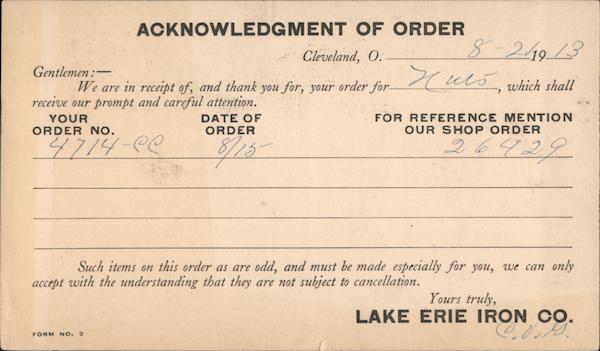 ACKNOWLEDGMENT OF ORDER
Cleveland, O. 8-21 1913
Gentlemen:—
We are in receipt of, and thank you for, your order for Nuts, which shall
receive our prompt and careful attention.
YOUR ORDER NO. DATE OF ORDER FOR REFERENCE MENTION OUR SHOP ORDER
4714-CC 8/15 26429
Such items on this order as are odd, and must be made especially for you, we can only
accept with the understanding that they are not subject to cancellation.
Yours truly,
LAKE ERIE IRON CO.
FORM NO. 2